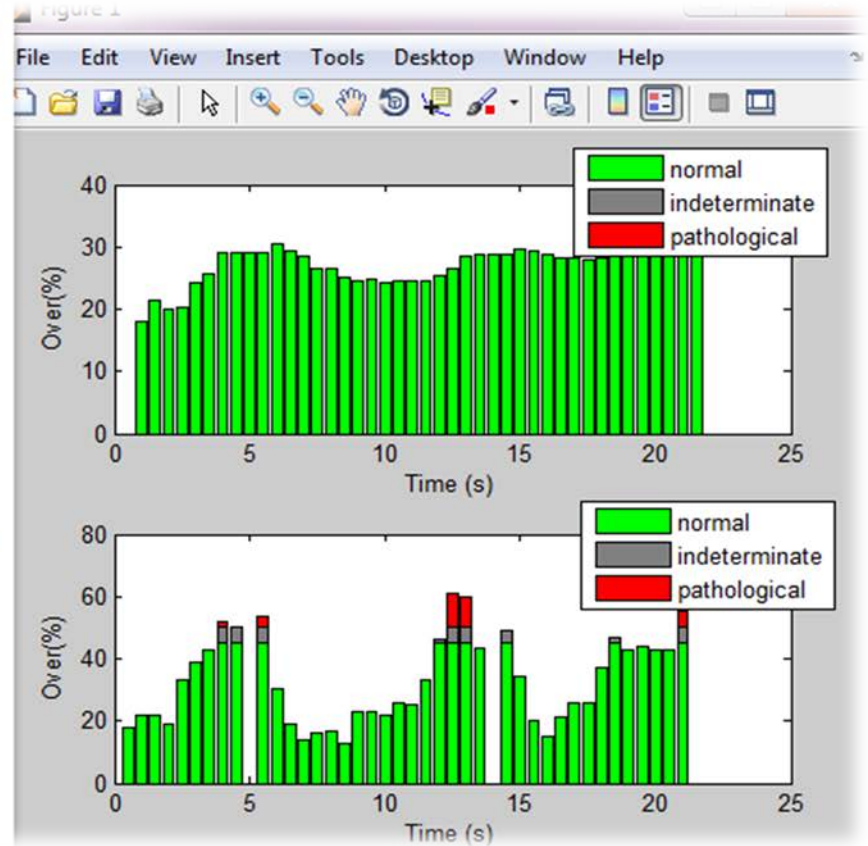 Figure 1
File Edit View Insert Tools Desktop Window Help
normal
indeterminate
pathological
40
30
20
10
0
Over(%)
0 5 10 15 20 25
Time (s)
normal
indeterminate
pathological
80
60
40
20
0
Over(%)
0 5 10 15 20 25
Time (s)